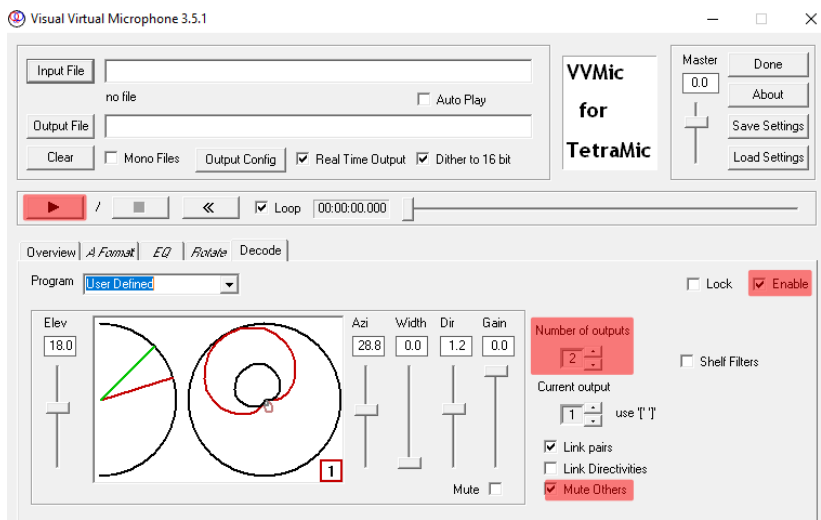 Visual Virtual Microphone 3.5.1
Input File
no file
Auto Play
Output File
Clear
Mono Files
Output Config
Real Time Output
Dither to 16 bit
VVMic
for
TetraMic
Master
0.0
Done
About
Save Settings
Load Settings
/
Loop
00:00:00.000
Overview
A Format
EQ
Rotate
Decode
Program
User Defined
Lock
Enable
Elev
18.0
1
Azi
28.8
Width
0.0
Dir
1.2
Gain
0.0
Mute
Number of outputs
2
Shelf Filters
Current output
1
use '[' ']'
Link pairs
Link Directivities
Mute Others